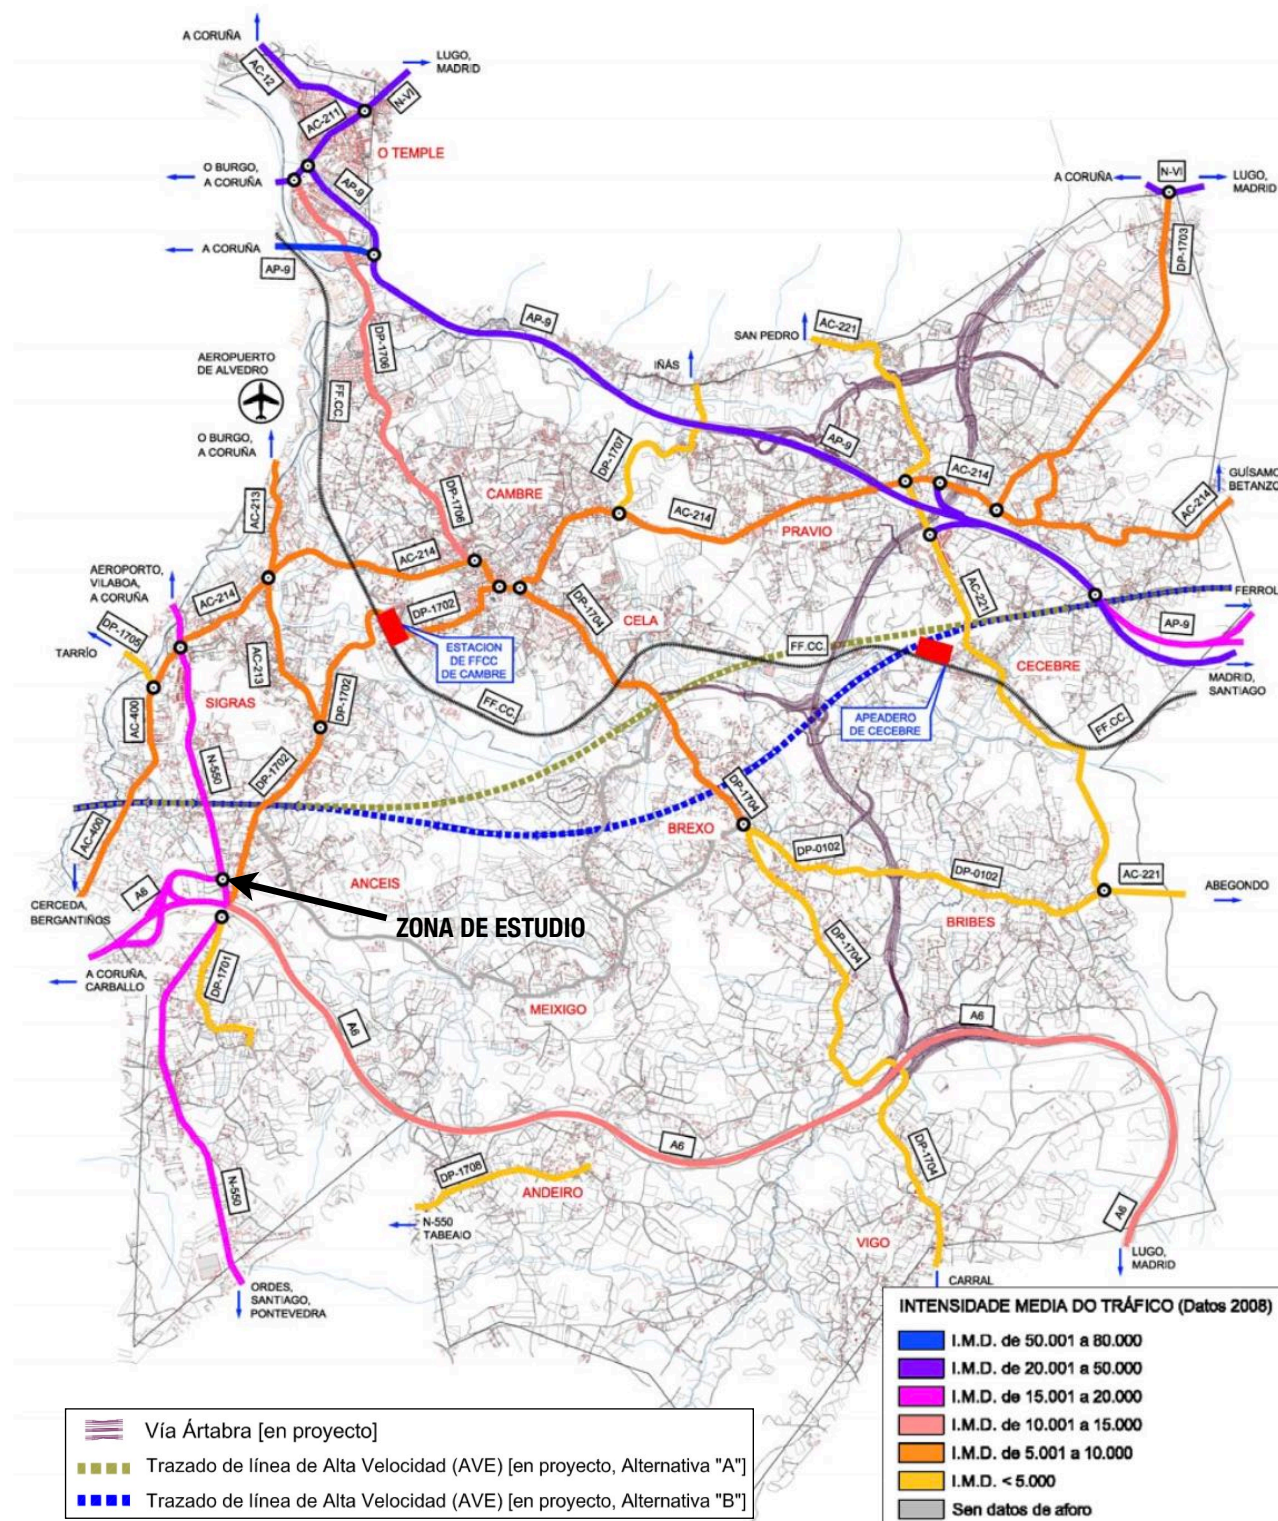 A CORUÑA
LUGO,
MADRID
AC-12
N-VI
AC-211
O TEMPLE
O BURGO,
A CORUÑA
AP-9
A CORUÑA
N-VI
LUGO,
MADRID
A CORUÑA
AP-9
DP-1703
AP-9
DP-1706
SAN PEDRO
AC-221
IÑÁS
AEROPUERTO
DE ALVEDRO
FF.CC.
O BURGO,
A CORUÑA
DP-1707
AP-9
AC-214
GUÍSAMO
BETANZO
AC-213
CAMBRE
DP-1706
AC-214
PRAVIO
AC-214
AC-214
AEROPORTO,
VILABOA,
A CORUÑA
AC-214
DP-1702
DP-1704
CELA
AC-221
FERROL
AP-9
DP-1705
TARRÍO
ESTACION
DE FFCC
DE CAMBRE
FF.CC.
CECEBRE
MADRID,
SANTIAGO
AC-213
SIGRAS
DP-1702
AC-400
FF.CC.
APEADERO
DE CECEBRE
FF.CC.
N-550
DP-1702
DP-1704
AC-400
BREXO
DP-0102
A6
ANCEIS
DP-0102
AC-221
ABEGONDO
CERCEDA,
BERGANTIÑOS
ZONA DE ESTUDIO
BRIBES
DP-1704
A CORUÑA,
CARBALLO
DP-1701
MEIXIGO
A6
A6
A6
DP-1704
DP-1708
ANDEIRO
N-550
N-550
TABEAIO
VIGO
A6
LUGO,
MADRID
ORDES,
SANTIAGO,
PONTEVEDRA
CARRAL
INTENSIDADE MEDIA DO TRÁFICO (Datos 2008)
I.M.D. de 50.001 a 80.000
I.M.D. de 20.001 a 50.000
I.M.D. de 15.001 a 20.000
I.M.D. de 10.001 a 15.000
I.M.D. de 5.001 a 10.000
I.M.D. < 5.000
Sen datos de aforo
Vía Ártabra [en proyecto]
Trazado de línea de Alta Velocidad (AVE) [en proyecto, Alternativa "A"]
Trazado de línea de Alta Velocidad (AVE) [en proyecto, Alternativa "B"]